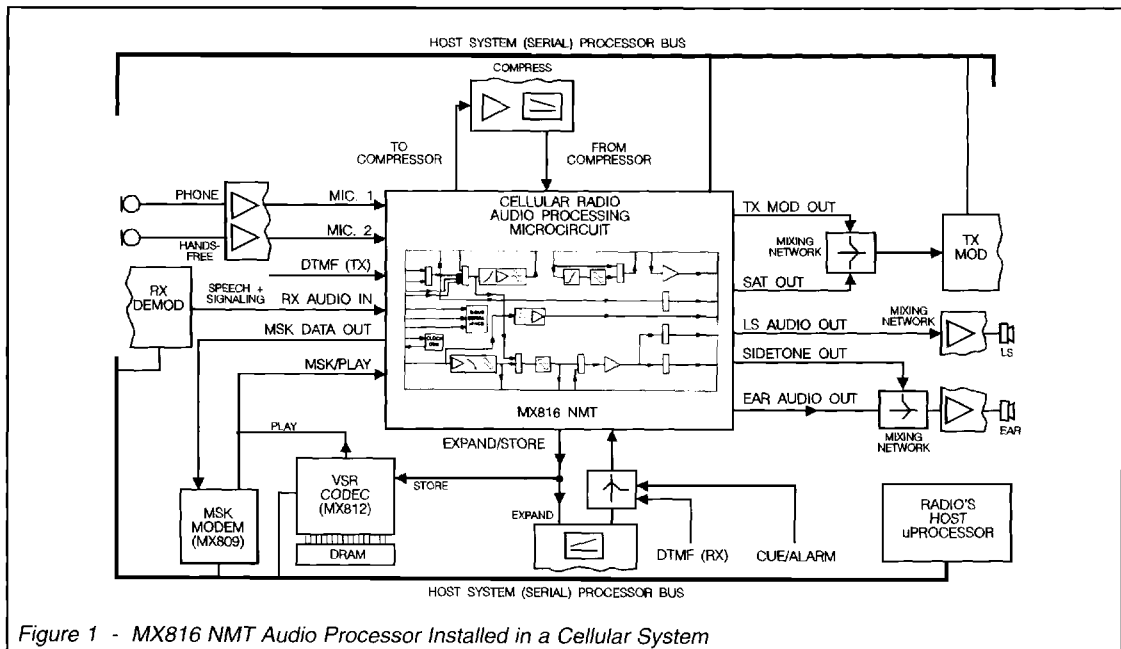 HOST SYSTEM (SERIAL) PROCESSOR BUS
COMPRESS
TO
COMPRESSOR
FROM
COMPRESSOR
PHONE
MIC. 1
HANDS-
FREE
MIC. 2
DTMF (TX)
RX
DEMOD
SPEECH +
SIGNALING
RX AUDIO IN
MSK DATA OUT
MSK/PLAY
CELLULAR RADIO
AUDIO PROCESSING
MICROCIRCUIT
MX816 NMT
TX MOD OUT
MIXING
NETWORK
TX
MOD
SAT OUT
LS AUDIO OUT
MIXING
NETWORK
LS
SIDETONE OUT
EAR AUDIO OUT
MIXING
NETWORK
EAR
EXPAND/STORE
PLAY
VSR
CODEC
(MX812)
STORE
EXPAND
MSK
MODEM
(MX809)
DRAM
DTMF (RX)
CUE/ALARM
RADIO'S
HOST
uPROCESSOR
HOST SYSTEM (SERIAL) PROCESSOR BUS
Figure 1 - MX816 NMT Audio Processor Installed in a Cellular System